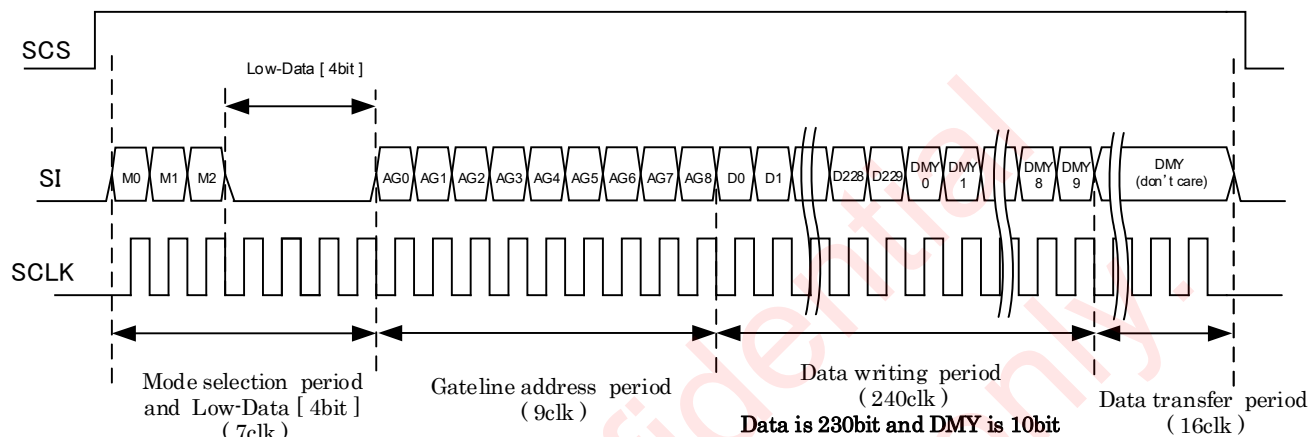 SCS
Low-Data [ 4bit ]
SI
M0 M1 M2 AG0 AG1 AG2 AG3 AG4 AG5 AG6 AG7 AG8 D0 D1 D228 D229 DMY 0 DMY 1 DMY 8 DMY 9 DMY (don't care)
SCLK
Mode selection period
and Low-Data [ 4bit ]
( 7clk )
Gateline address period
( 9clk )
Data writing period
( 240clk )
Data is 230bit and DMY is 10bit
Data transfer period
( 16clk )
fidential
only.